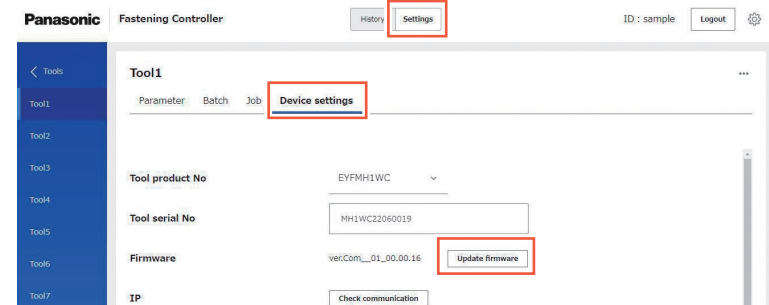 Panasonic Fastening Controller History Settings ID : sample Logout
Tools
Tool1
Tool2
Tool3
Tool4
Tool5
Tool6
Tool7
Tool1
...
Parameter Batch Job Device settings
Tool product No EYFMH1WC
Tool serial No MH1WC22060019
Firmware ver.Com__01_00.00.16 Update firmware
IP Check communication